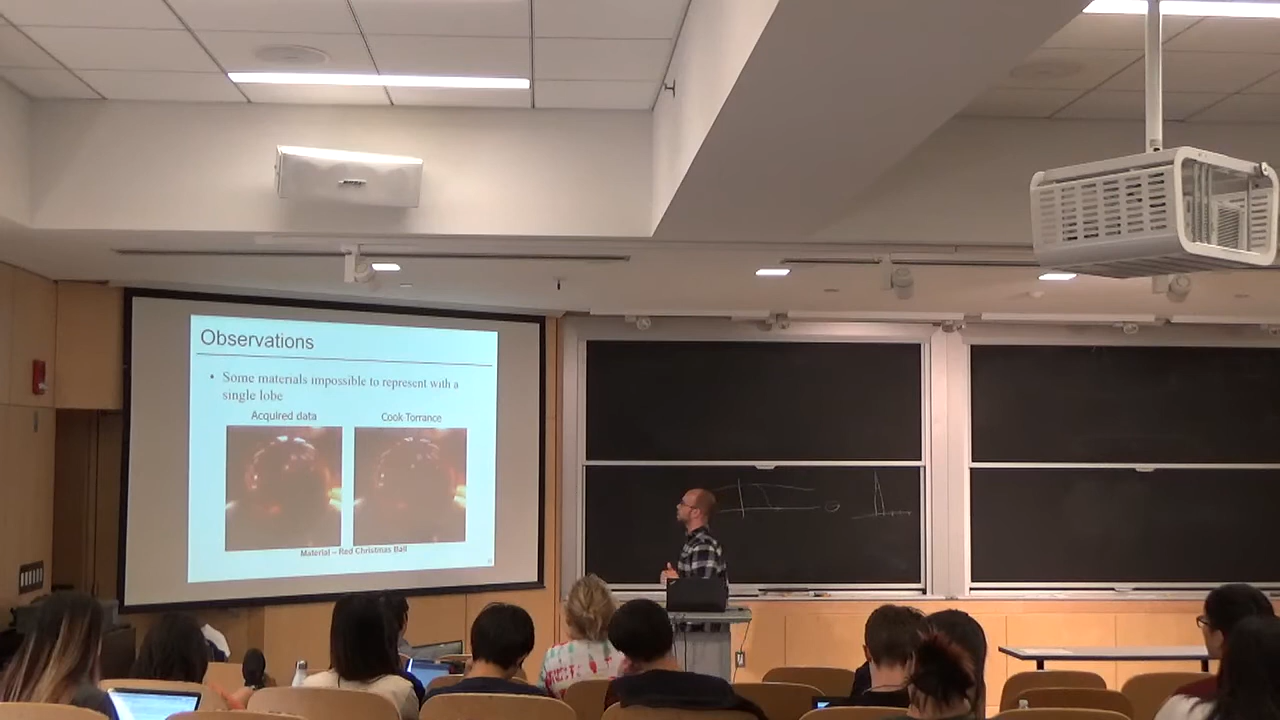 Observations
• Some materials impossible to represent with a
single lobe
Acquired data
Cook Torrance
Material – Red Christmas Ball